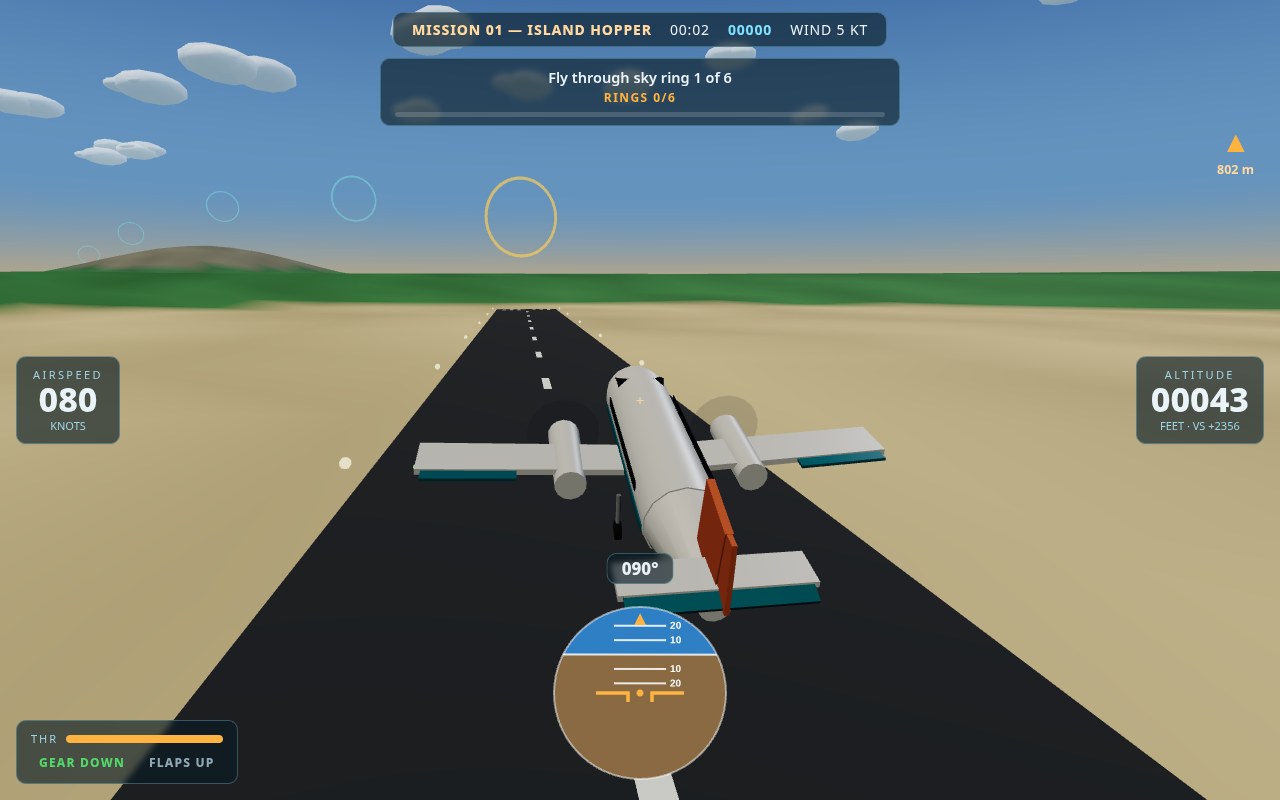 MISSION 01 — ISLAND HOPPER 00:02 00000 WIND 5 KT
Fly through sky ring 1 of 6
RINGS 0/6
802 m
AIRSPEED
080
KNOTS
ALTITUDE
00043
FEET · VS +2356
090°
20
10
10
20
THR
GEAR DOWN FLAPS UP